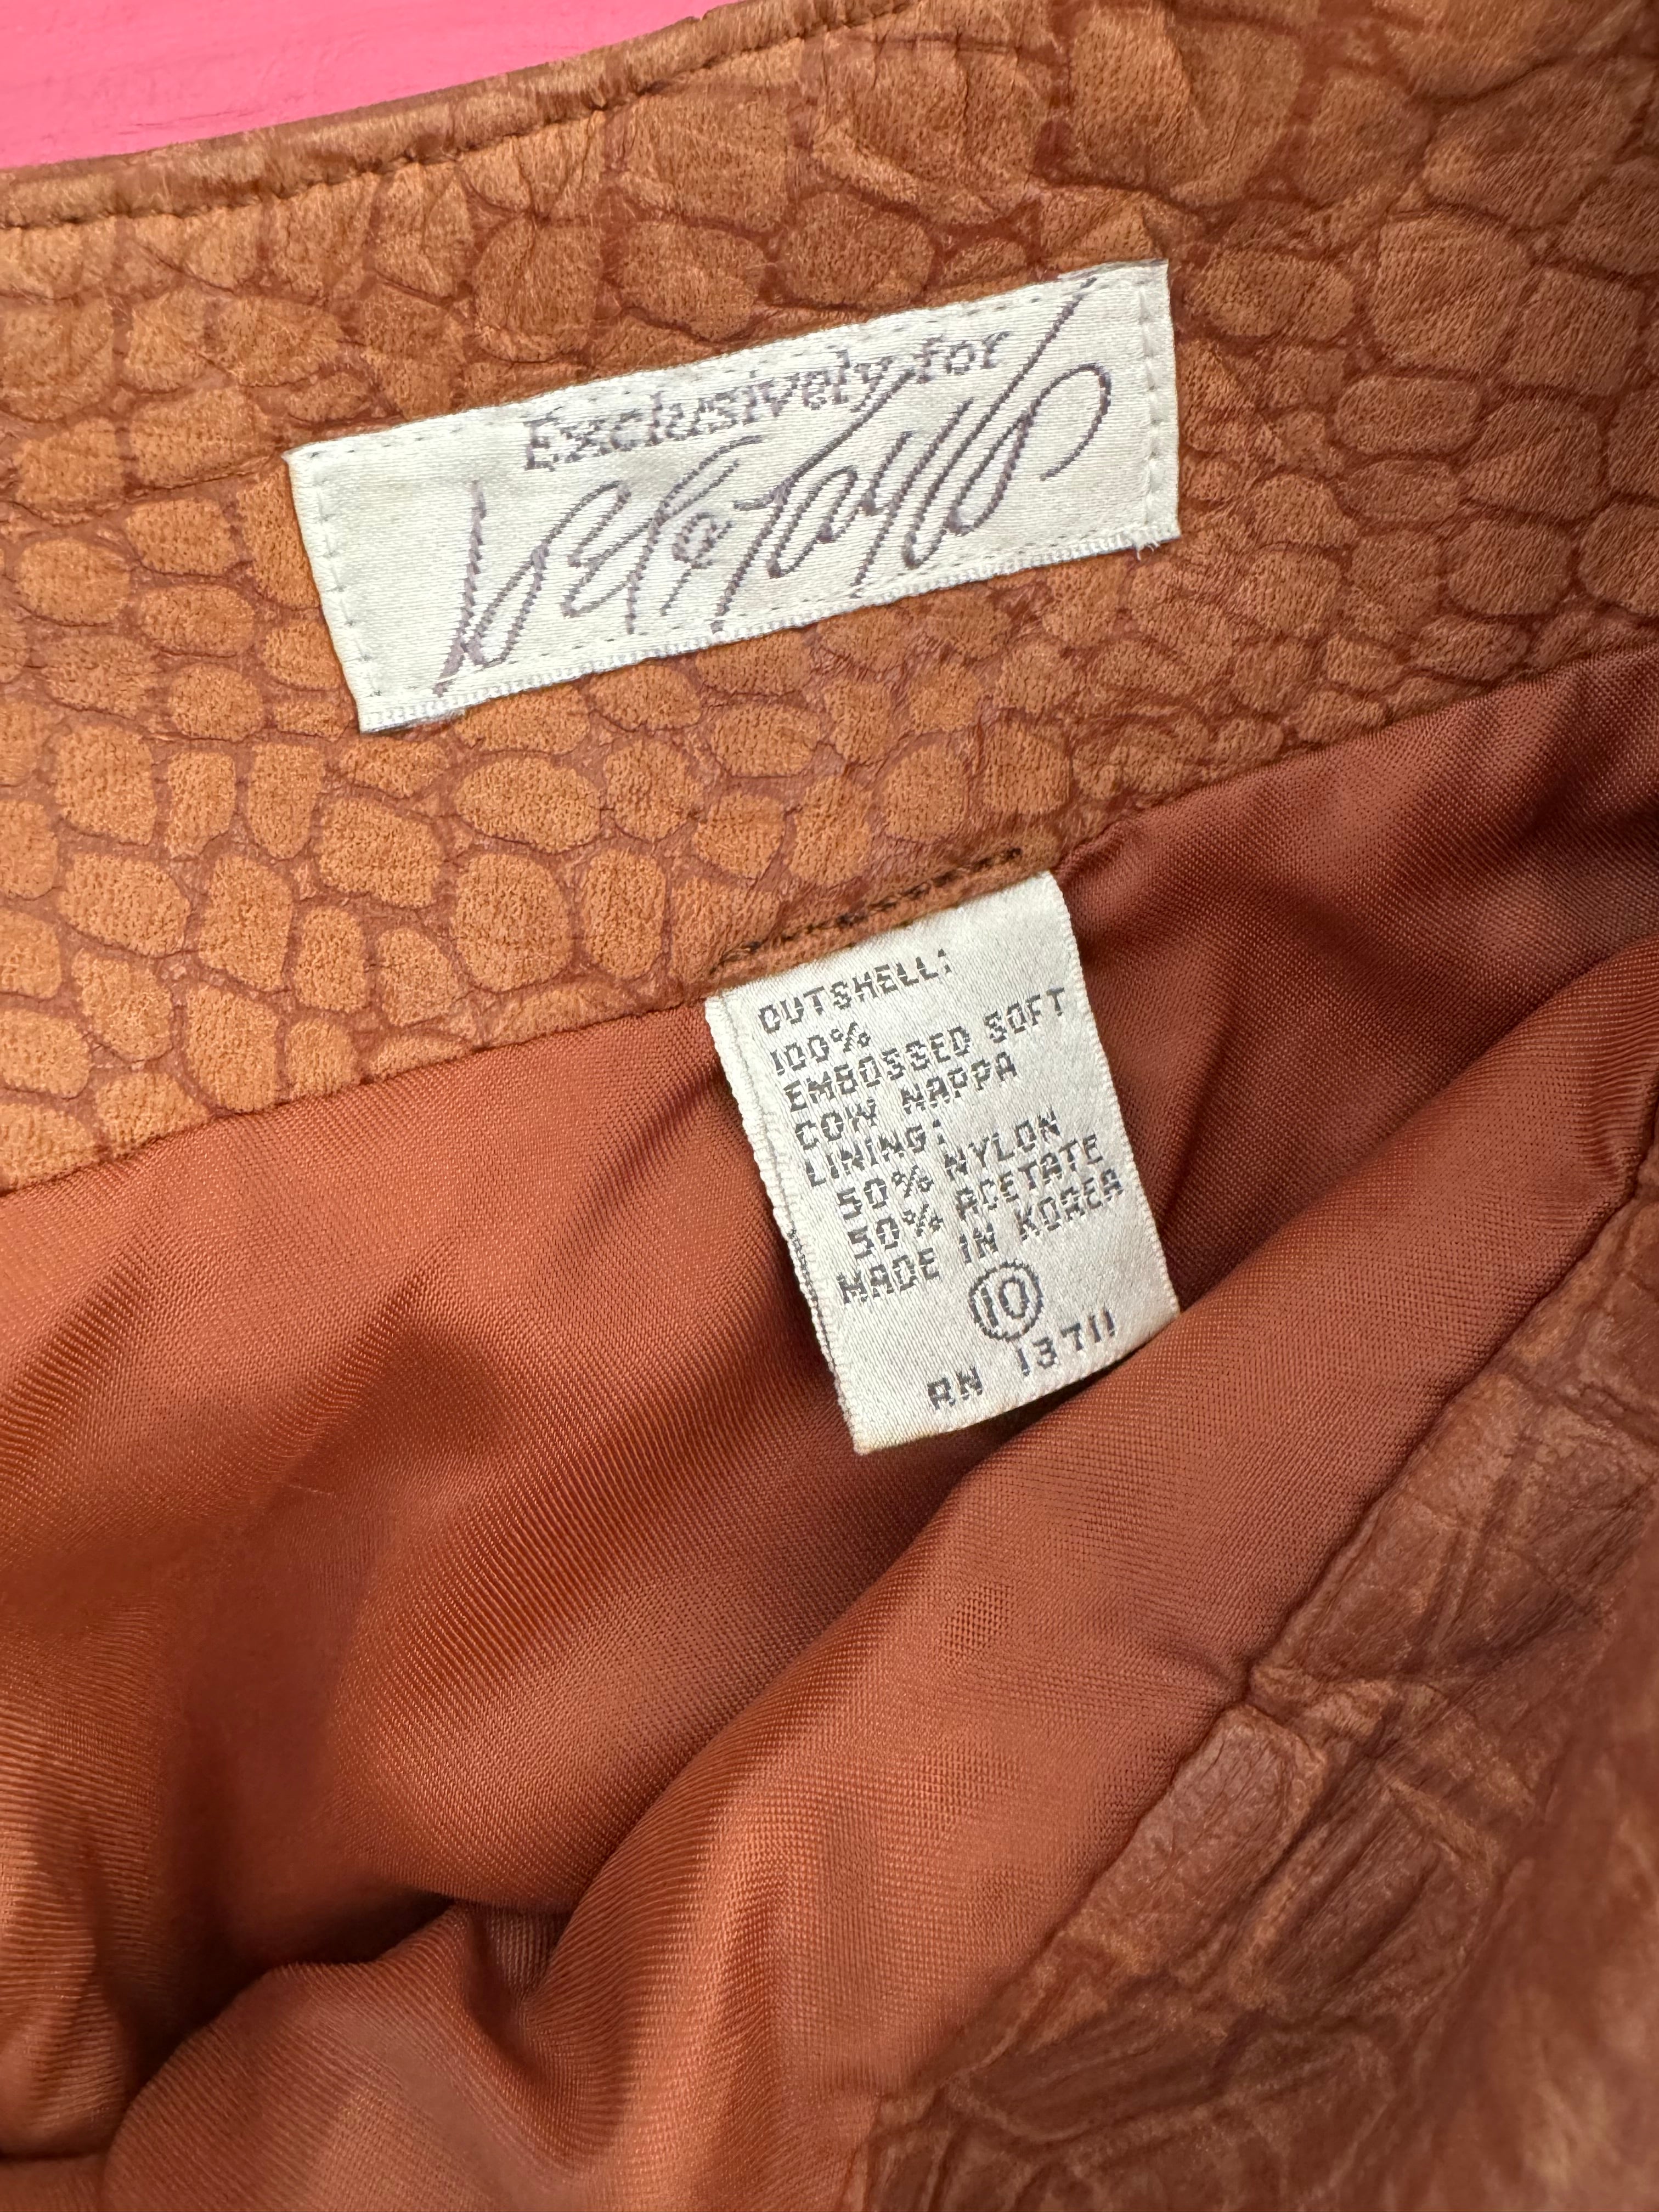 Exclusively for
Lord & Taylor
OUTSHELL:
100%
EMBOSSED SOFT
COW NAPPA
LINING:
50% NYLON
50% ACETATE
MADE IN KOREA
10
RN 13711